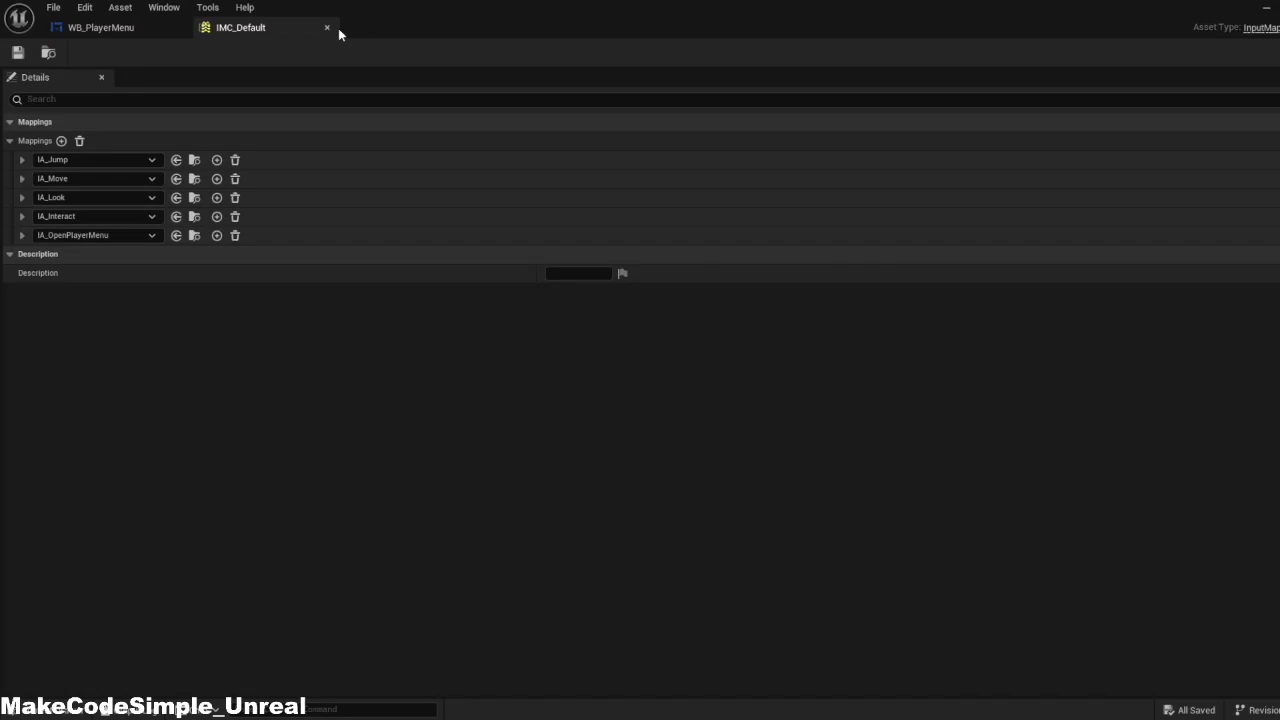 File Edit Asset Window Tools Help
WB_PlayerMenu IMC_Default
Asset Type: InputMap
Details
Search
Mappings
Mappings
IA_Jump
IA_Move
IA_Look
IA_Interact
IA_OpenPlayerMenu
Description
Description
MakeCodeSimple_Unreal
All Saved